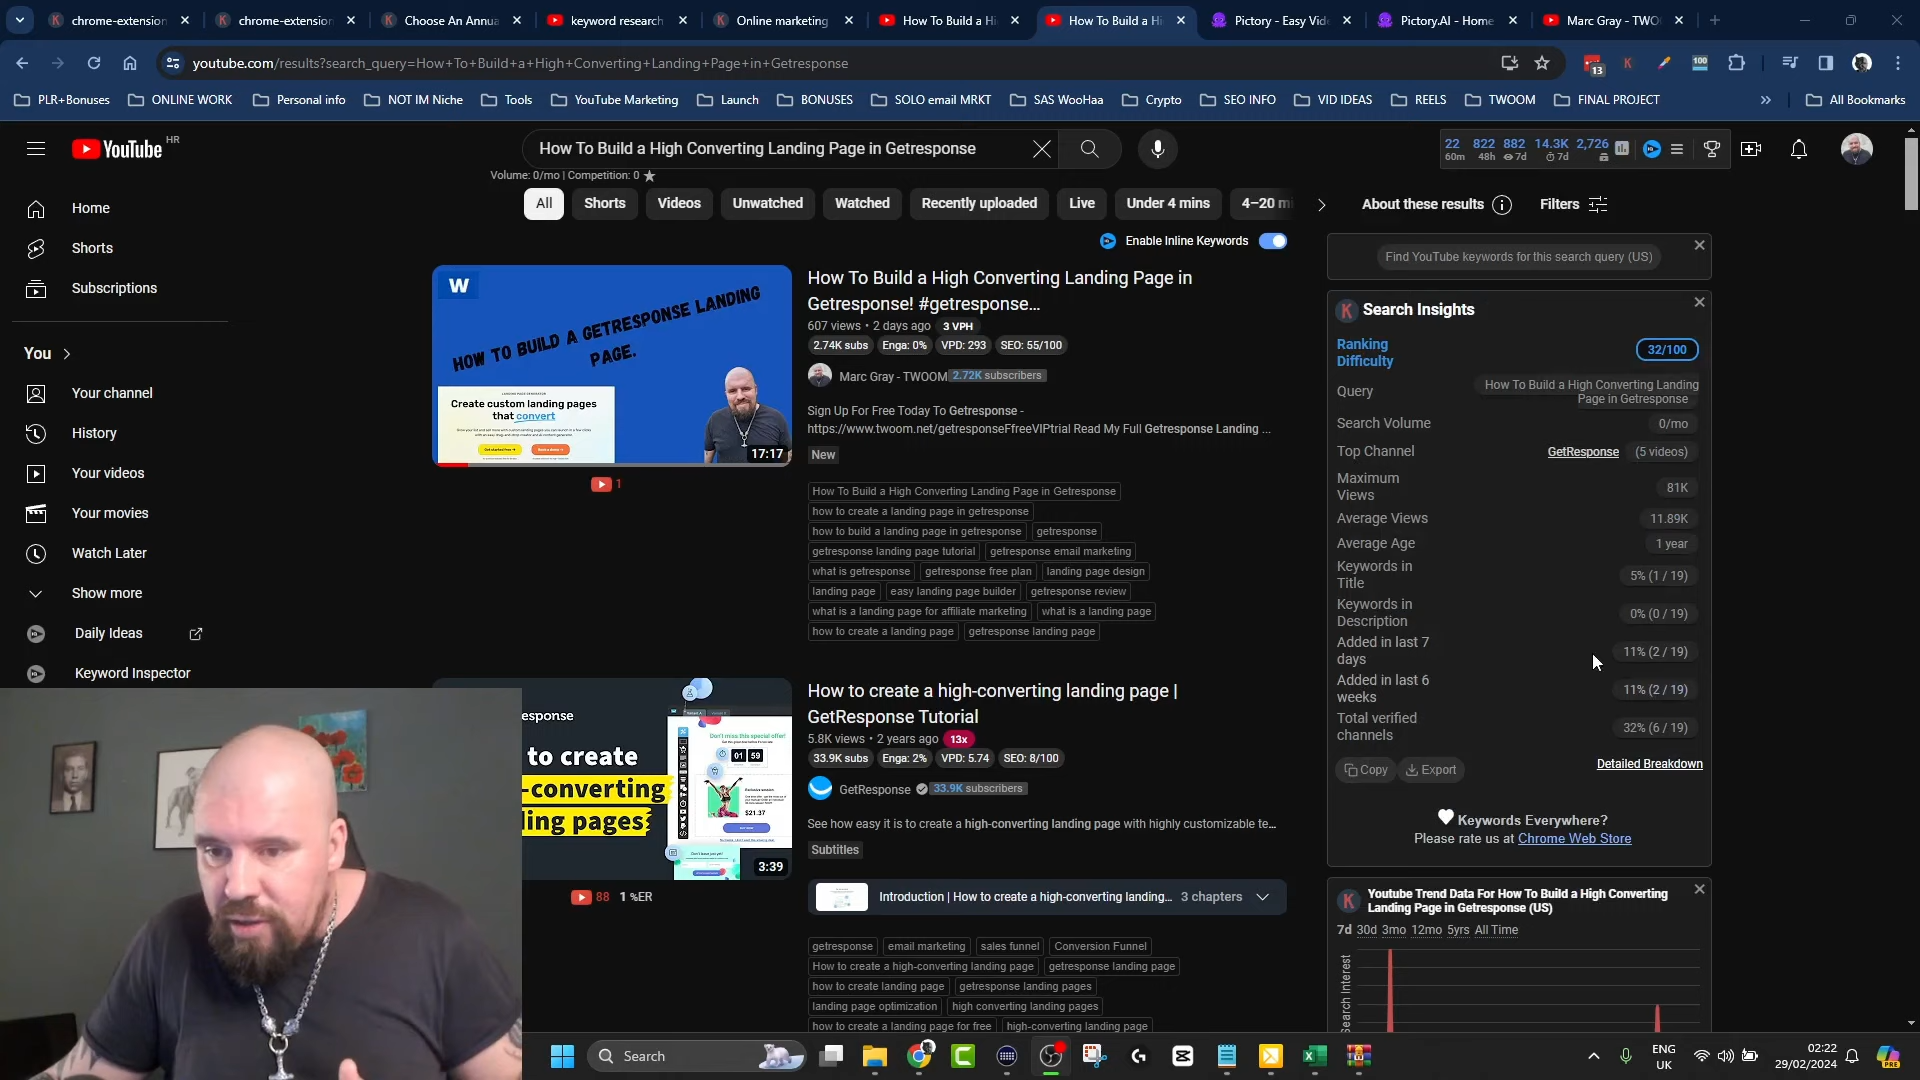 chrome-extension
chrome-extension
Choose An Annua
keyword research
Online marketing
How To Build a Hi
How To Build a Hi
Pictory - Easy Vide
Pictory.AI - Home
Marc Gray - TWO
youtube.com/results?search_query=How+To+Build+a+High+Converting+Landing+Page+in+Getresponse
13
100
PLR+Bonuses
ONLINE WORK
Personal info
NOT IM Niche
Tools
YouTube Marketing
Launch
BONUSES
SOLO email MRKT
SAS WooHaa
Crypto
SEO INFO
VID IDEAS
REELS
TWOOM
FINAL PROJECT
All Bookmarks
YouTube HR
How To Build a High Converting Landing Page in Getresponse
22 822 882 14.3K 2,726
60m 48h 7d 7d
Volume: 0/mo | Competition: 0
All
Shorts
Videos
Unwatched
Watched
Recently uploaded
Live
Under 4 mins
4–20 mi
About these results
Filters
Enable Inline Keywords
Home
Shorts
Subscriptions
You
Your channel
History
Your videos
Your movies
Watch Later
Show more
Daily Ideas
Keyword Inspector
W
HOW TO BUILD A GETRESPONSE LANDING
PAGE.
Create custom landing pages
that convert
17:17
1
How To Build a High Converting Landing Page in
Getresponse! #getresponse...
607 views • 2 days ago 3 VPH
2.74K subs Enga: 0% VPD: 293 SEO: 55/100
Marc Gray - TWOOM 2.72K subscribers
Sign Up For Free Today To Getresponse -
https://www.twoom.net/getresponseFfreeVIPtrial Read My Full Getresponse Landing ...
New
How To Build a High Converting Landing Page in Getresponse
how to create a landing page in getresponse
how to build a landing page in getresponse getresponse
getresponse landing page tutorial getresponse email marketing
what is getresponse getresponse free plan landing page design
landing page easy landing page builder getresponse review
what is a landing page for affiliate marketing what is a landing page
how to create a landing page getresponse landing page
esponse
to create
-converting
ling pages
Don't miss this special offer!
01 59
$21.37
3:39
88 1 %ER
How to create a high-converting landing page |
GetResponse Tutorial
5.8K views • 2 years ago 13x
33.9K subs Enga: 2% VPD: 5.74 SEO: 8/100
GetResponse 33.9K subscribers
See how easy it is to create a high-converting landing page with highly customizable te...
Subtitles
Introduction | How to create a high-converting landing... 3 chapters
getresponse email marketing sales funnel Conversion Funnel
How to create a high-converting landing page getresponse landing page
how to create landing page getresponse landing pages
landing page optimization high converting landing pages
how to create a landing page for free high-converting landing page
Find YouTube keywords for this search query (US)
K Search Insights
Ranking
Difficulty
32/100
Query
How To Build a High Converting Landing
Page in Getresponse
Search Volume 0/mo
Top Channel GetResponse (5 videos)
Maximum
Views
81K
Average Views 11.89K
Average Age 1 year
Keywords in
Title
5% (1 / 19)
Keywords in
Description
0% (0 / 19)
Added in last 7
days
11% (2 / 19)
Added in last 6
weeks
11% (2 / 19)
Total verified
channels
32% (6 / 19)
Copy Export
Detailed Breakdown
Keywords Everywhere?
Please rate us at Chrome Web Store
K
Youtube Trend Data For How To Build a High Converting
Landing Page in Getresponse (US)
7d 30d 3mo 12mo 5yrs All Time
Search Interest
Search
ENG
UK
02:22
29/02/2024
PRE